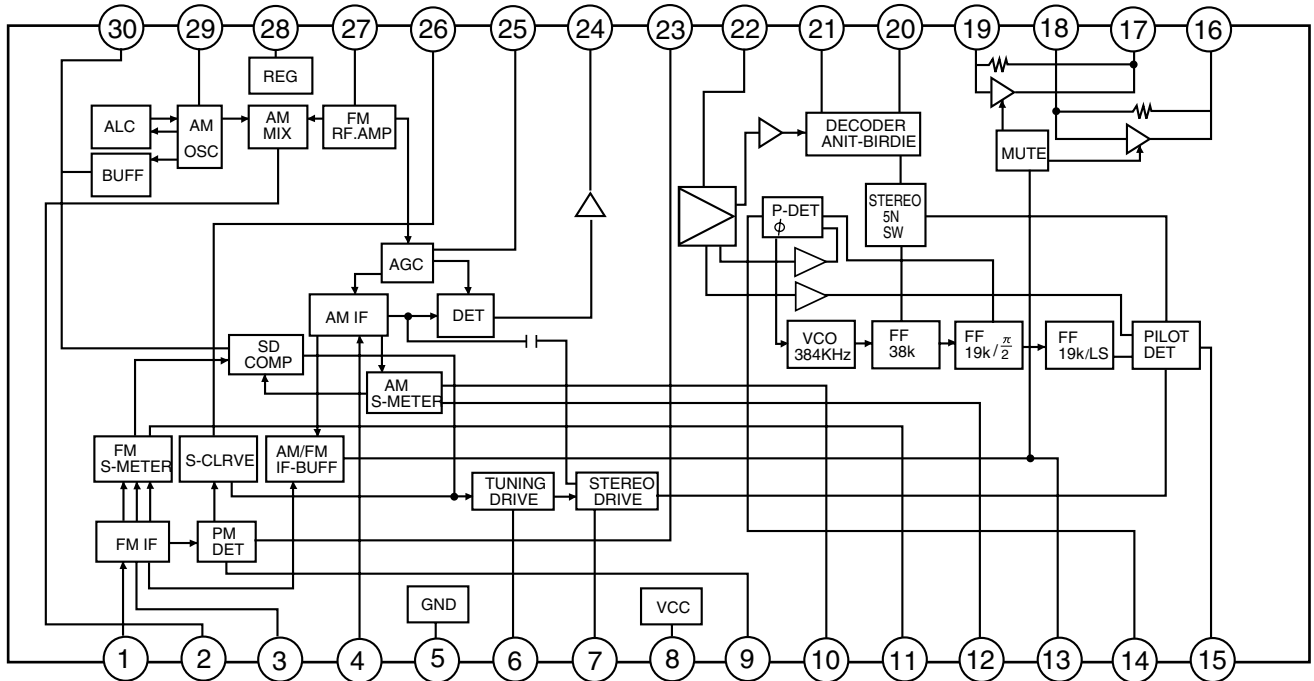 30 29 28 27 26 25 24 23 22 21 20 19 18 17 16
REG
ALC
AM
OSC
AM
MIX
FM
RF.AMP
BUFF
DECODER
ANIT-BIRDIE
MUTE
STEREO
5N
SW
P-DET
ϕ
AGC
AM IF
DET
SD
COMP
AM
S-METER
VCO
384KHz
FF
38k
FF
19k/π/2
FF
19k/LS
PILOT
DET
FM
S-METER
S-CLRVE
AM/FM
IF-BUFF
TUNING
DRIVE
STEREO
DRIVE
FM IF
PM
DET
GND
VCC
1 2 3 4 5 6 7 8 9 10 11 12 13 14 15